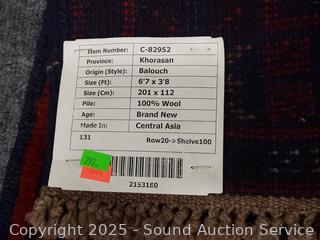 Item Number: C-82952
Province: Khorasan
Origin (Style): Balouch
Size (Ft): 6'7 x 3'8
Size (Cm): 201 x 112
Pile: 100% Wool
Age: Brand New
Made In: Central Asia
131 Row20->Shelve100
2153180
Copyright 2025 - Sound Auction Service